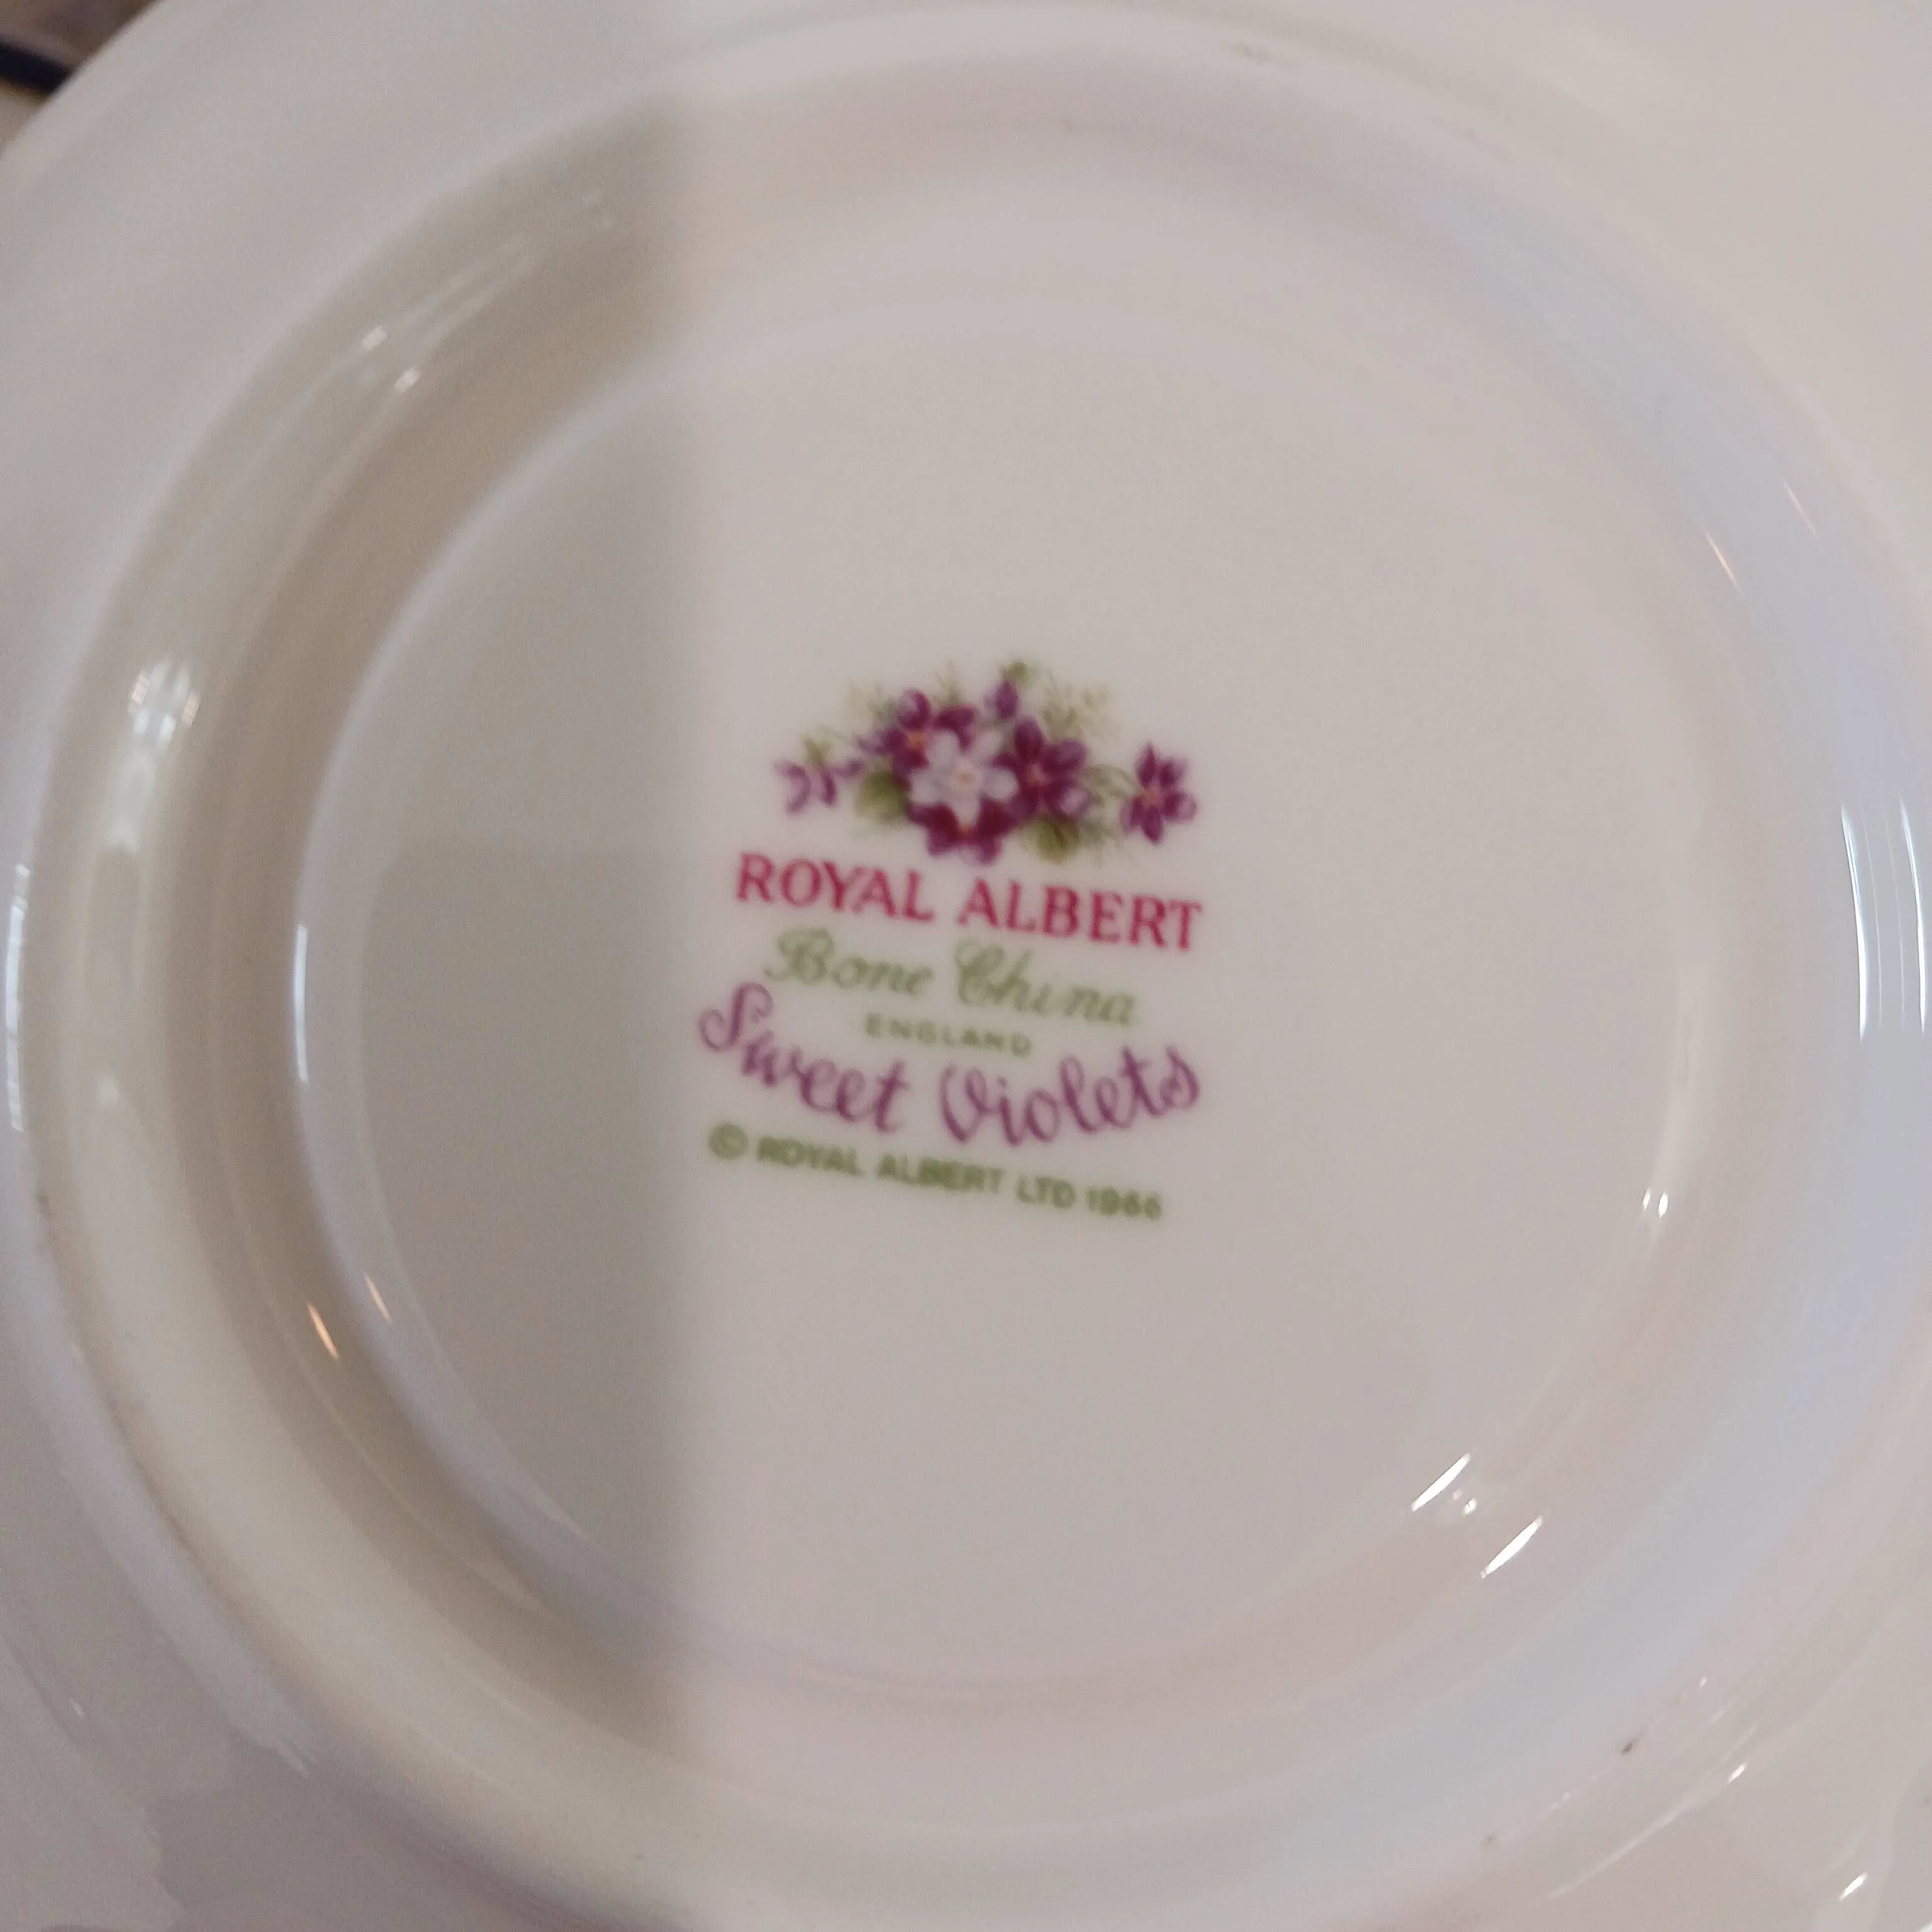 ROYAL ALBERT
Bone China
ENGLAND
Sweet Violets
© ROYAL ALBERT LTD 1966